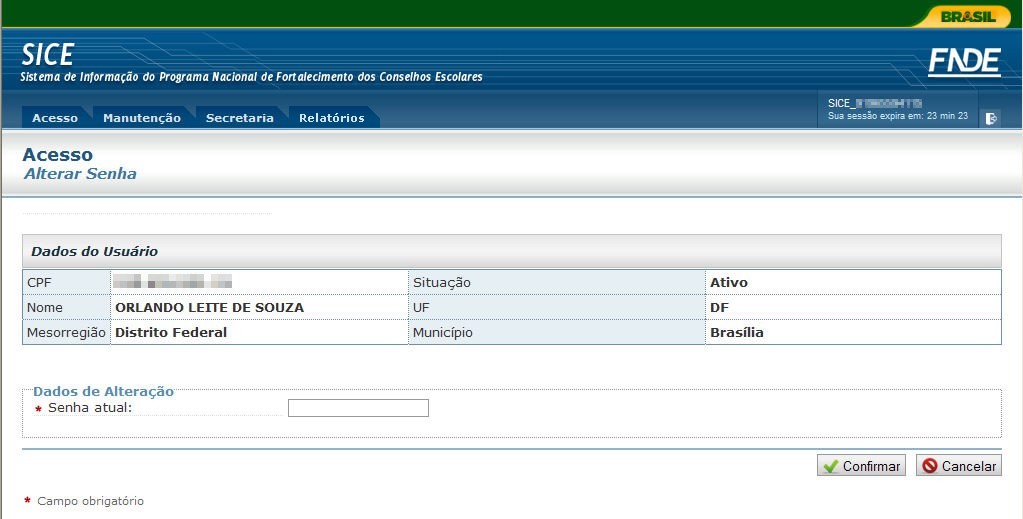 BRASIL
SICE
Sistema de Informação do Programa Nacional de Fortalecimento dos Conselhos Escolares
FNDE
Acesso Manutenção Secretaria Relatórios
SICE_
Sua sessão expira em: 23 min 23
Acesso
Alterar Senha
Dados do Usuário
CPF Situação Ativo
Nome ORLANDO LEITE DE SOUZA UF DF
Mesorregião Distrito Federal Município Brasília
Dados de Alteração
* Senha atual:
Confirmar Cancelar
* Campo obrigatório